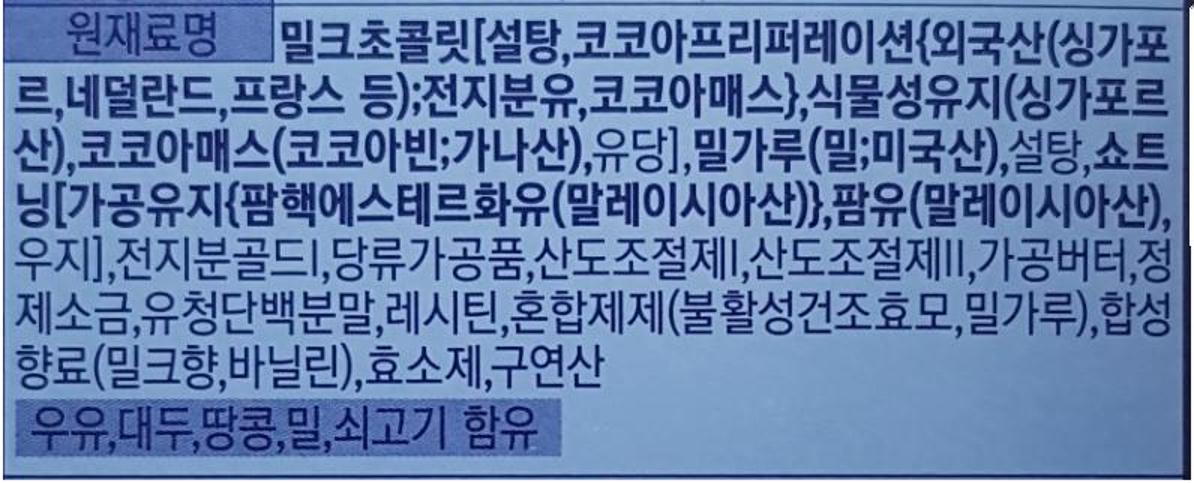 원재료명 밀크초콜릿[설탕,코코아프리퍼레이션{외국산(싱가포
르,네덜란드,프랑스 등);전지분유,코코아매스},식물성유지(싱가포르
산),코코아매스(코코아빈;가나산),유당],밀가루(밀;미국산),설탕,쇼트
닝[가공유지{팜핵에스테르화유(말레이시아산)},팜유(말레이시아산),
우지],전지분골드I,당류가공품,산도조절제I,산도조절제II,가공버터,정
제소금,유청단백분말,레시틴,혼합제제(불활성건조효모,밀가루),합성
향료(밀크향,바닐린),효소제,구연산
우유,대두,땅콩,밀,쇠고기 함유